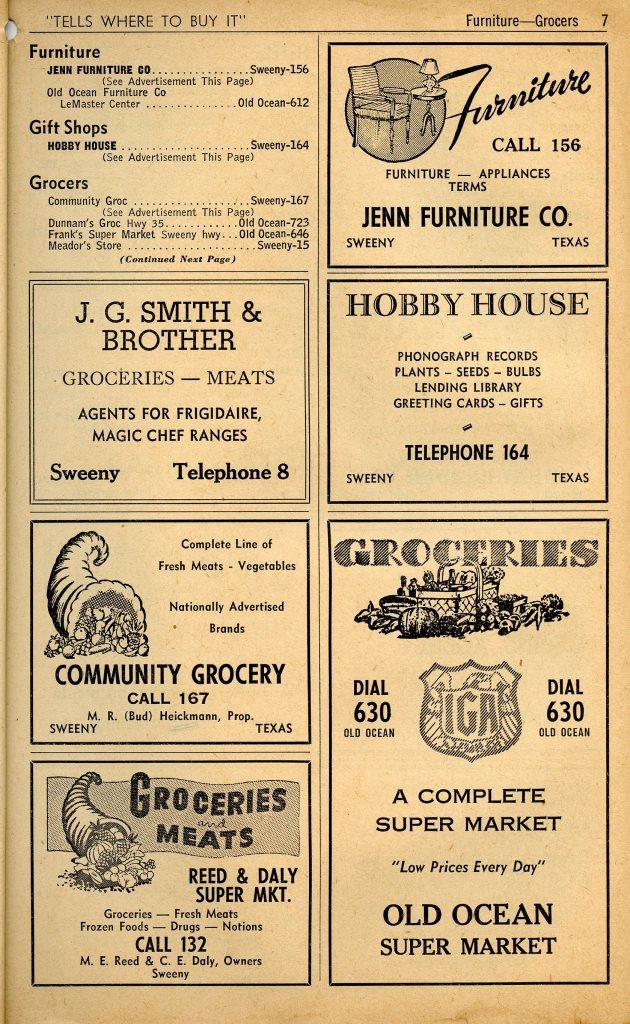 "TELLS WHERE TO BUY IT"
Furniture—Grocers 7
Furniture
JENN FURNITURE CO...............Sweeny-156
(See Advertisement This Page)
Old Ocean Furniture Co
LeMaster Center ..............Old Ocean-612
Gift Shops
HOBBY HOUSE ....................Sweeny-164
(See Advertisement This Page)
Grocers
Community Groc .................Sweeny-167
(See Advertisement This Page)
Dunnam's Groc Hwy 35...........Old Ocean-723
Frank's Super Market Sweeny hwy...Old Ocean-646
Meador's Store ....................Sweeny-15
(Continued Next Page)
Furniture
CALL 156
FURNITURE — APPLIANCES
TERMS
JENN FURNITURE CO.
SWEENY TEXAS
J. G. SMITH &
BROTHER
GROCERIES — MEATS
AGENTS FOR FRIGIDAIRE,
MAGIC CHEF RANGES
Sweeny Telephone 8
HOBBY HOUSE
PHONOGRAPH RECORDS
PLANTS – SEEDS – BULBS
LENDING LIBRARY
GREETING CARDS – GIFTS
TELEPHONE 164
SWEENY TEXAS
Complete Line of
Fresh Meats - Vegetables
Nationally Advertised
Brands
COMMUNITY GROCERY
CALL 167
M. R. (Bud) Heickmann, Prop.
SWEENY TEXAS
GROCERIES
and
MEATS
REED & DALY
SUPER MKT.
Groceries — Fresh Meats
Frozen Foods — Drugs — Notions
CALL 132
M. E. Reed & C. E. Daly, Owners
Sweeny
GROCERIES
DIAL
630
OLD OCEAN
IGA
DIAL
630
OLD OCEAN
A COMPLETE
SUPER MARKET
"Low Prices Every Day"
OLD OCEAN
SUPER MARKET